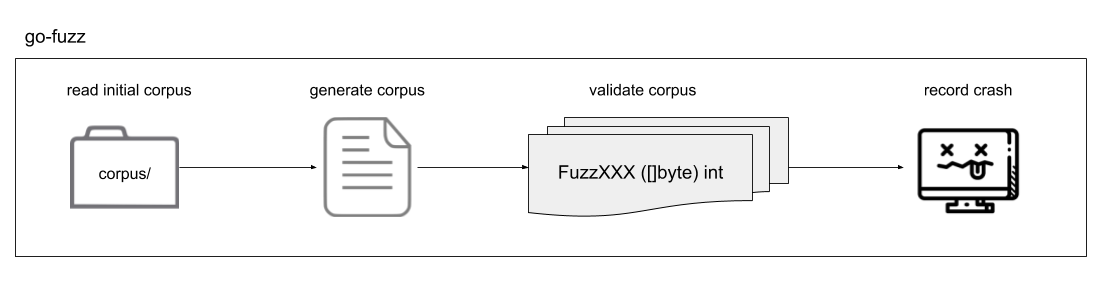 go-fuzz
read initial corpus
generate corpus
validate corpus
record crash
corpus/
FuzzXXX ([]byte) int